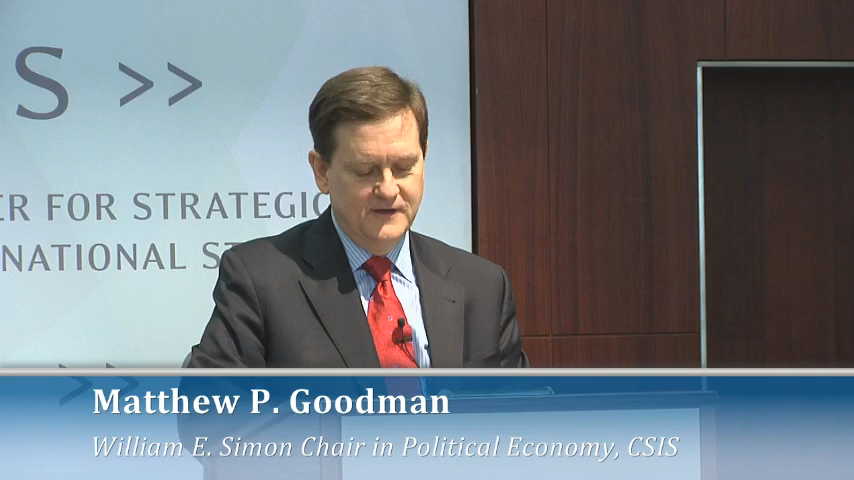 S >>
ER FOR STRATEGIC
NATIONAL ST
>>
Matthew P. Goodman
William E. Simon Chair in Political Economy, CSIS